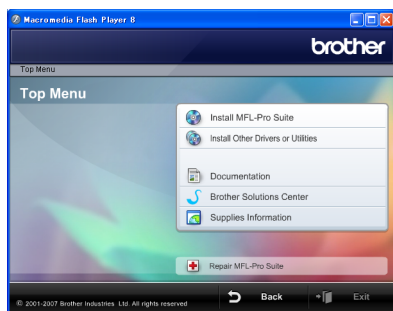 Macromedia Flash Player 8
brother
Top Menu
Top Menu
Install MFL-Pro Suite
Install Other Drivers or Utilities
Documentation
Brother Solutions Center
Supplies Information
Repair MFL-Pro Suite
© 2001-2007 Brother Industries Ltd. All rights reserved
Back
Exit